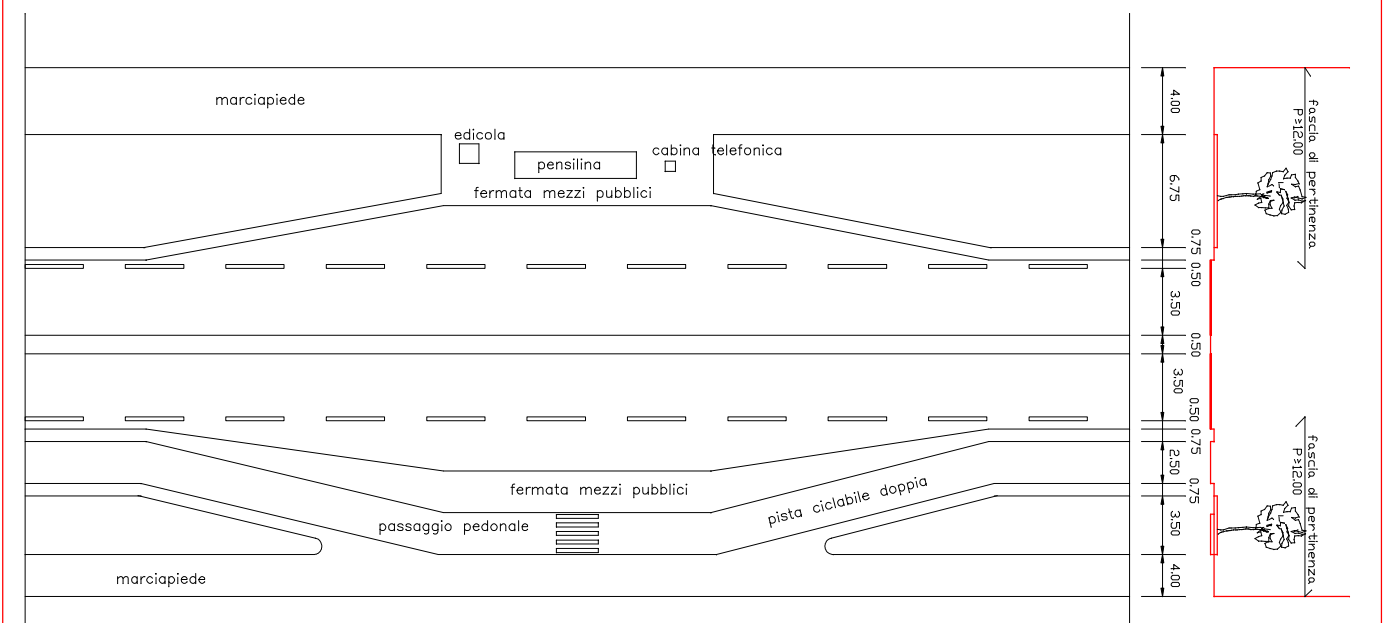 marciapiede
edicola
pensilina
cabina telefonica
fermata mezzi pubblici
fermata mezzi pubblici
pista ciclabile doppia
passaggio pedonale
marciapiede
4.00
6.75
0.75
0.50
3.50
0.50
3.50
0.50
0.75
2.50
0.75
3.50
4.00
fascia di pertinenza
P≥12.00
fascia di pertinenza
P≥12.00